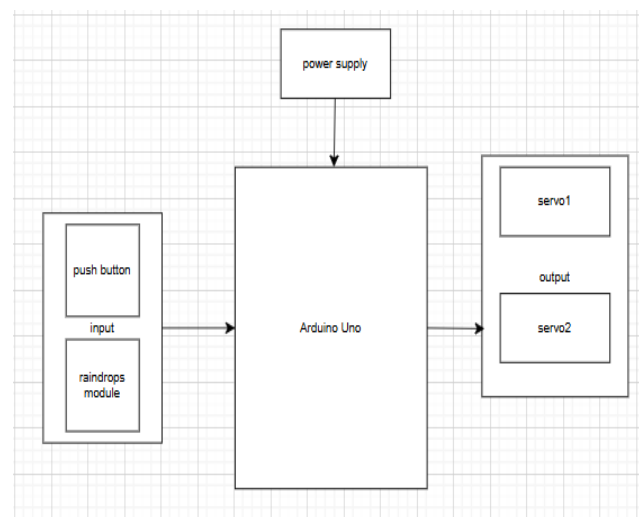 power supply
push button
input
raindrops
module
Arduino Uno
servo1
output
servo2